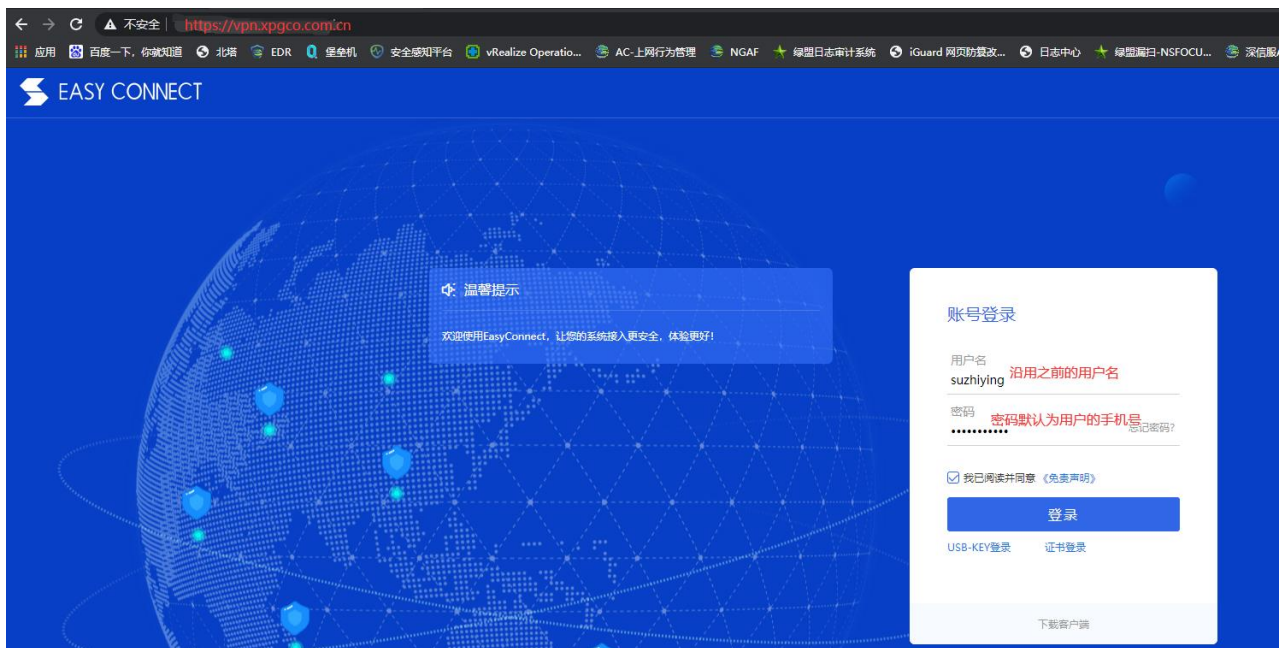 不安全 https://vpn.xpgco.com.cn
应用 百度一下，你就知道 北塔 EDR 堡垒机 安全感知平台 vRealize Operatio... AC-上网行为管理 NGAF 绿盟日志审计系统 iGuard 网页防篡改... 日志中心 绿盟漏扫-NSFOCU... 深信服
EASY CONNECT
温馨提示
欢迎使用EasyConnect，让您的系统接入更安全，体验更好！
账号登录
用户名
suzhiying 沿用之前的用户名
密码
密码默认为用户的手机号
忘记密码?
我已阅读并同意《免责声明》
登录
USB-KEY登录 证书登录
下载客户端